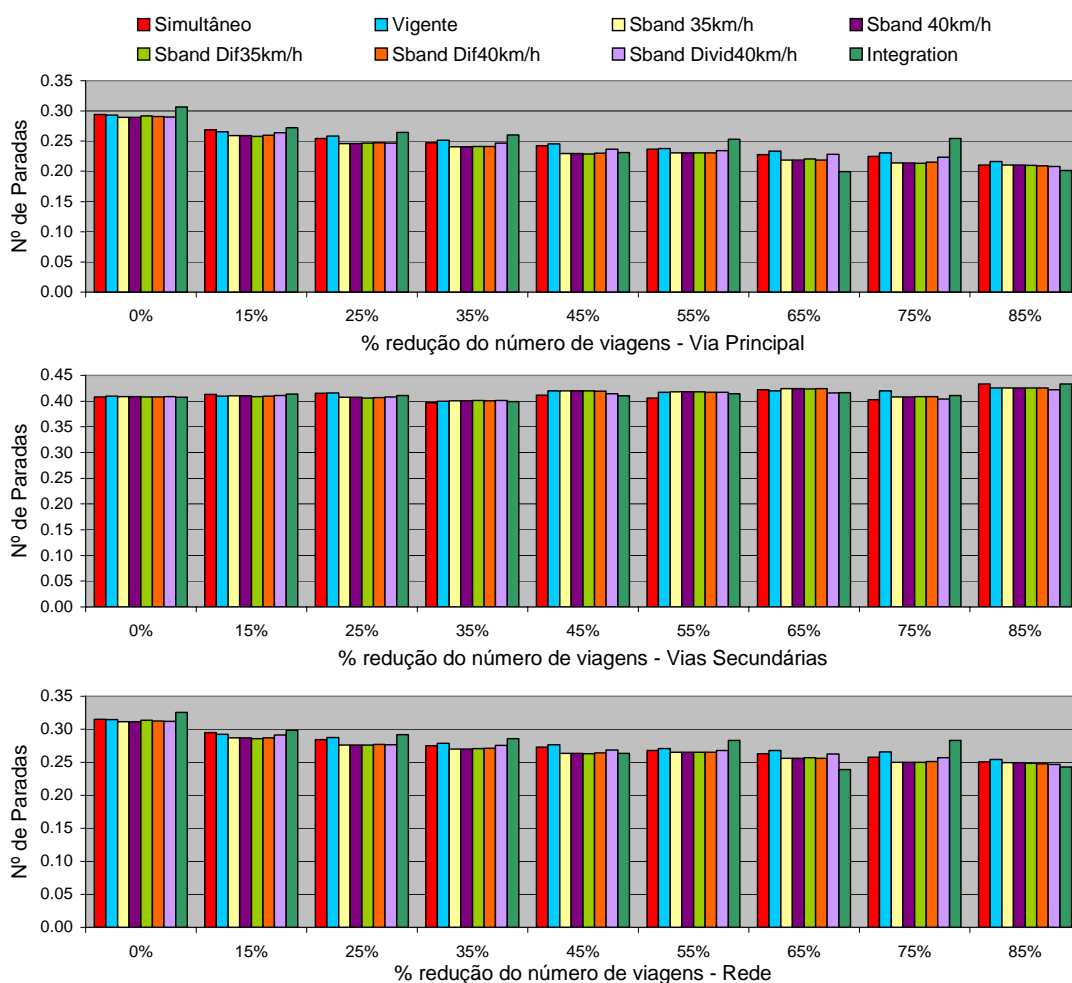 Simultâneo Vigente Sband 35km/h Sband 40km/h
Sband Dif35km/h Sband Dif40km/h Sband Divid40km/h Integration
Nº de Paradas
0.35
0.30
0.25
0.20
0.15
0.10
0.05
0.00
0% 15% 25% 35% 45% 55% 65% 75% 85%
% redução do número de viagens - Via Principal
Nº de Paradas
0.45
0.40
0.35
0.30
0.25
0.20
0.15
0.10
0.05
0.00
0% 15% 25% 35% 45% 55% 65% 75% 85%
% redução do número de viagens - Vias Secundárias
Nº de Paradas
0.35
0.30
0.25
0.20
0.15
0.10
0.05
0.00
0% 15% 25% 35% 45% 55% 65% 75% 85%
% redução do número de viagens - Rede